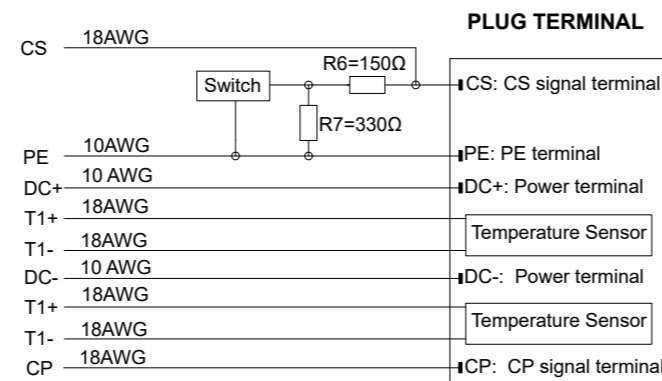 PLUG TERMINAL
CS 18AWG
R6=150Ω
Switch
CS: CS signal terminal
R7=330Ω
PE 10AWG
PE: PE terminal
DC+ 10 AWG
DC+: Power terminal
T1+ 18AWG
Temperature Sensor
T1- 18AWG
DC- 10 AWG
DC-: Power terminal
T1+ 18AWG
Temperature Sensor
T1- 18AWG
CP 18AWG
CP: CP signal terminal